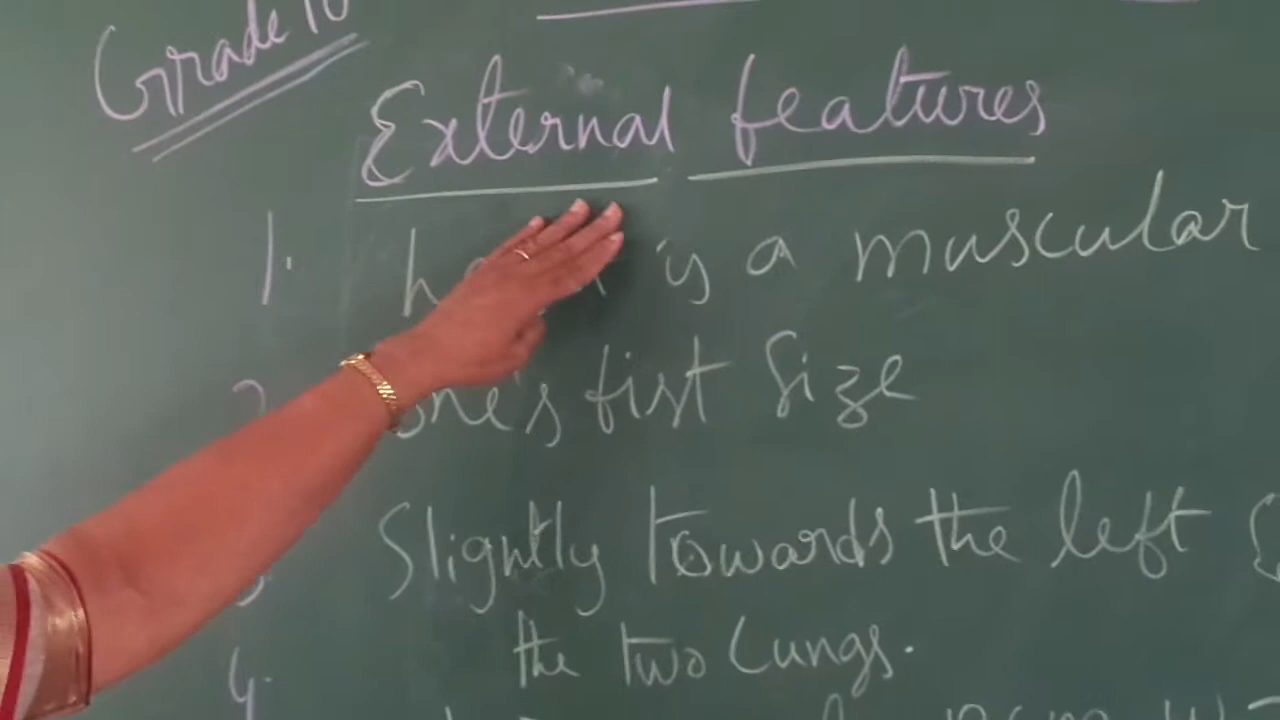 Grade 10
External features
1. is a muscular
2 one's fist size
3 Slightly towards the left
the two Lungs.
4.